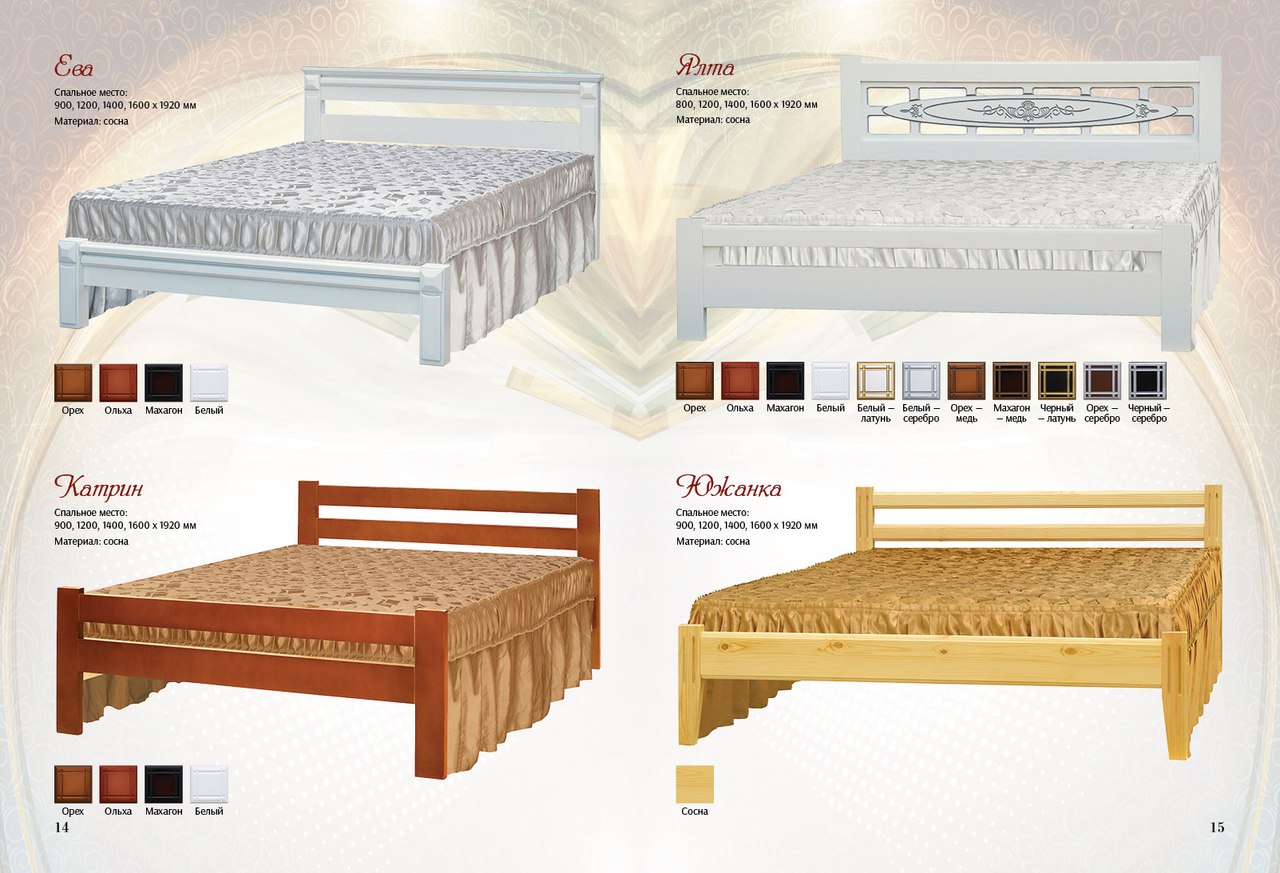 Ева
Спальное место:
900, 1200, 1400, 1600 х 1920 мм
Материал: сосна
Орех
Ольха
Махагон
Белый
Ялта
Спальное место:
800, 1200, 1400, 1600 х 1920 мм
Материал: сосна
Орех
Ольха
Махагон
Белый
Белый –
латунь
Белый –
серебро
Орех –
медь
Махагон
– медь
Черный
– латунь
Орех –
серебро
Черный –
серебро
Катрин
Спальное место:
900, 1200, 1400, 1600 х 1920 мм
Материал: сосна
Орех
Ольха
Махагон
Белый
14
Южанка
Спальное место:
900, 1200, 1400, 1600 х 1920 мм
Материал: сосна
Сосна
15